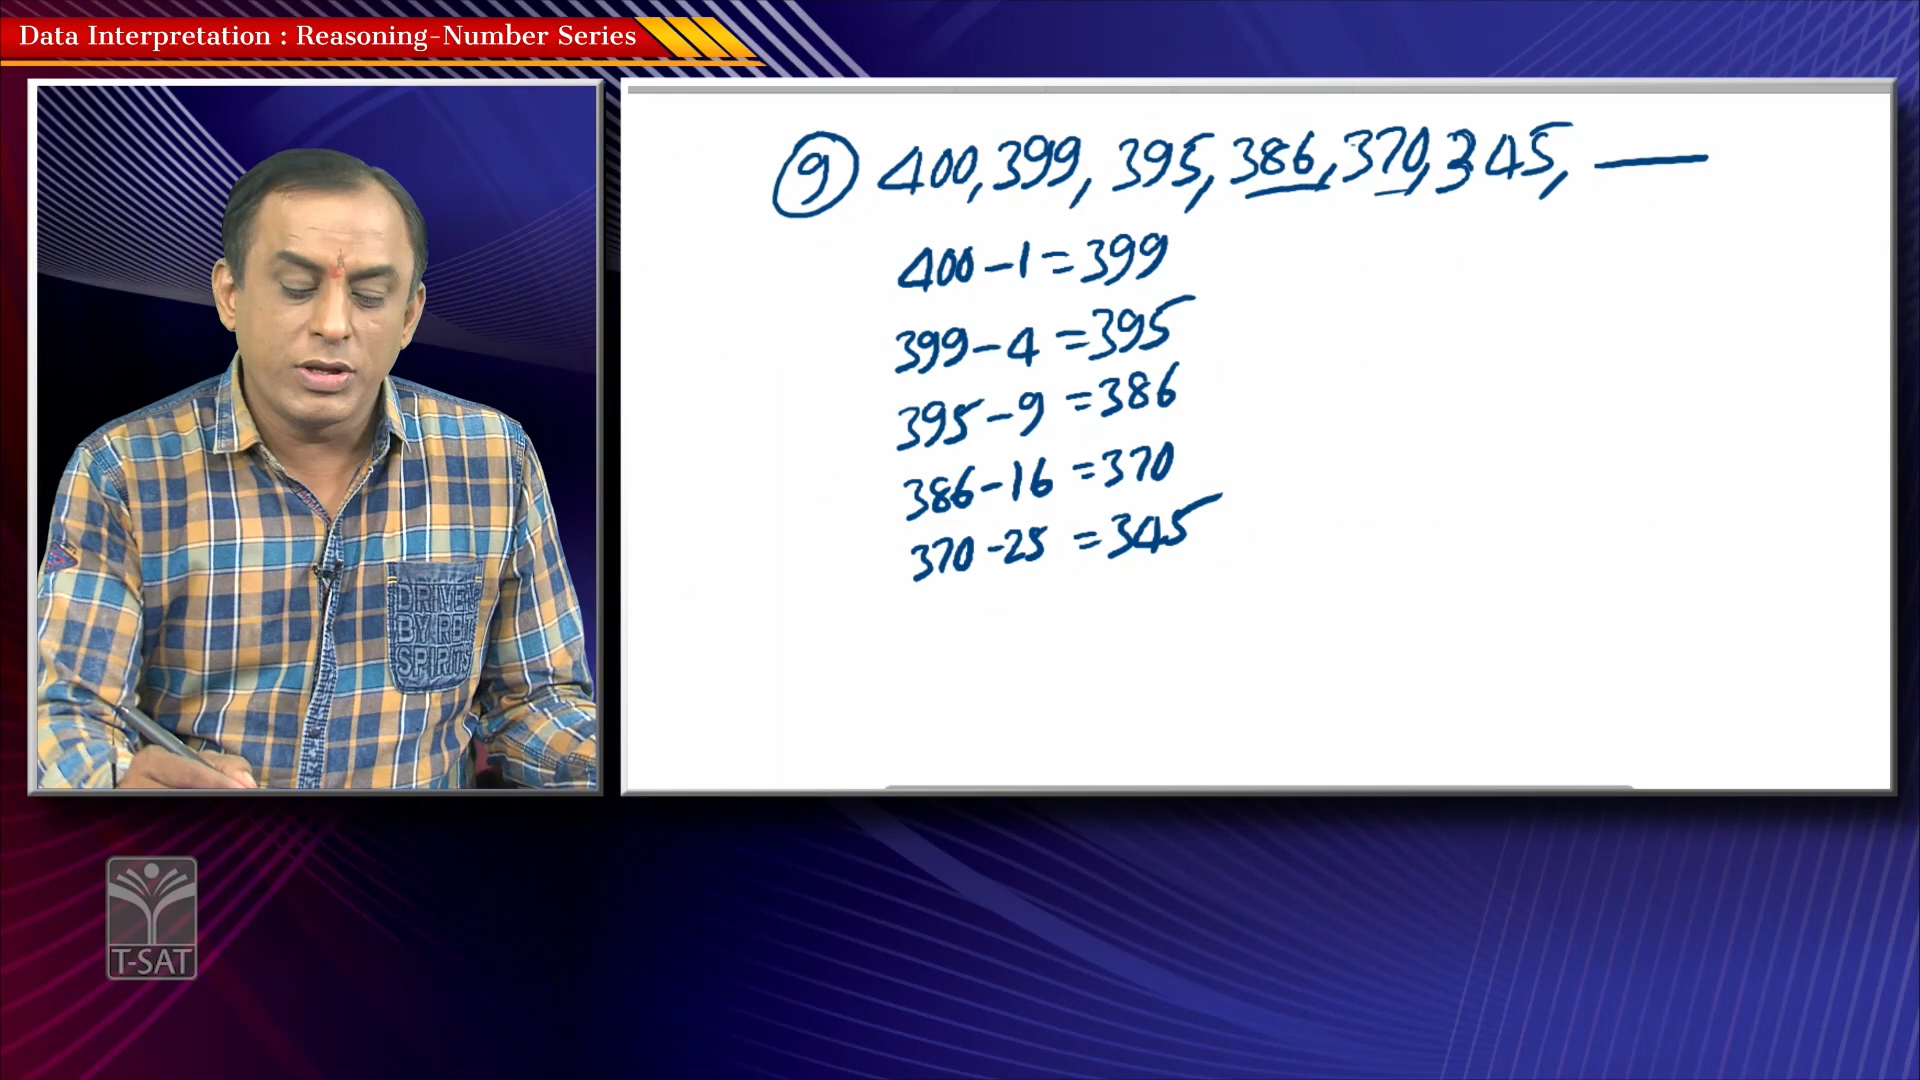 Data Interpretation : Reasoning-Number Series
9 400, 399, 395, 386, 370, 345, ___
400 - 1 = 399
399 - 4 = 395
395 - 9 = 386
386 - 16 = 370
370 - 25 = 345
DRIVEN
BY RBT
SPIRITS
T-SAT